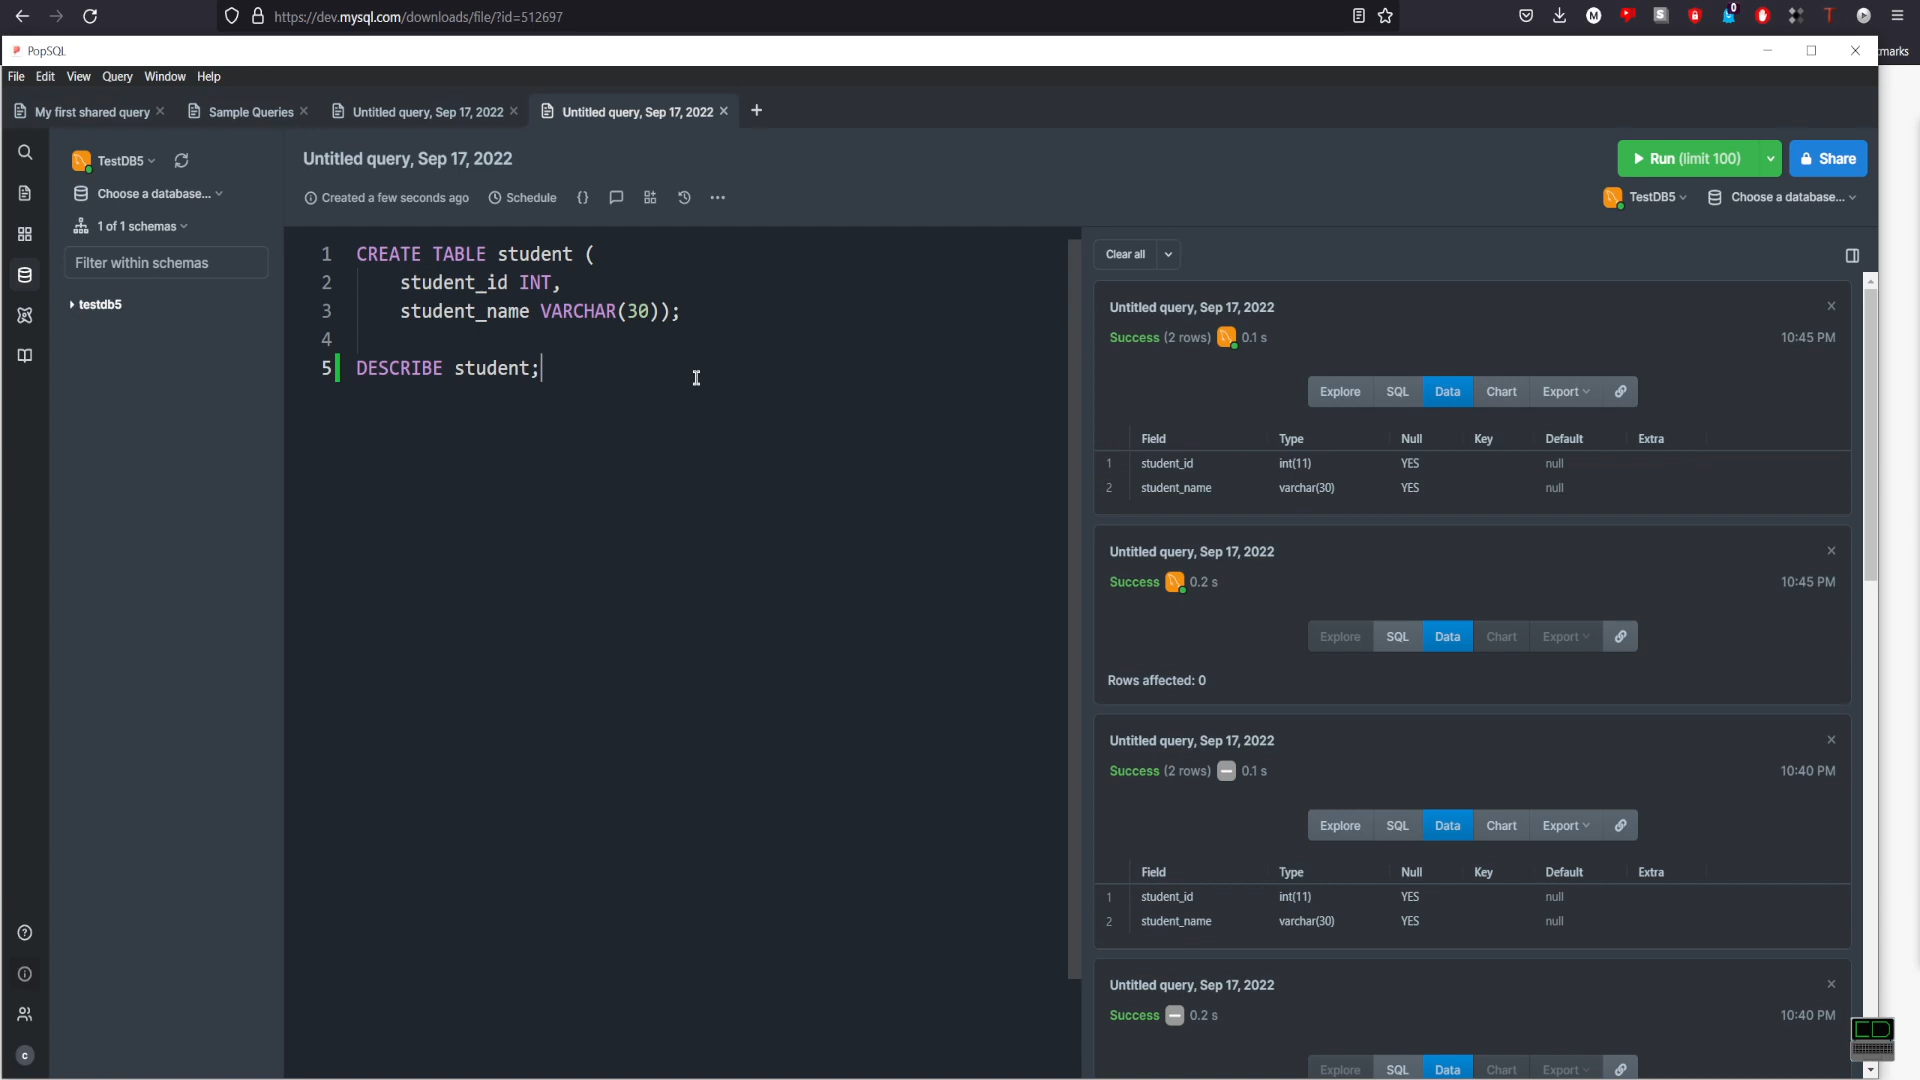 https://dev.mysql.com/downloads/file/?id=512697
0
M
S
T
marks
PopSQL
File Edit View Query Window Help
My first shared query
Sample Queries
Untitled query, Sep 17, 2022
Untitled query, Sep 17, 2022
TestDB5
Choose a database...
1 of 1 schemas
Filter within schemas
testdb5
Untitled query, Sep 17, 2022
Created a few seconds ago
Schedule
{}
Run (limit 100)
Share
TestDB5
Choose a database...
1 CREATE TABLE student (
2 student_id INT,
3 student_name VARCHAR(30));
4
5 DESCRIBE student;
Clear all
Untitled query, Sep 17, 2022
Success (2 rows) 0.1 s 10:45 PM
Explore SQL Data Chart Export
Field Type Null Key Default Extra
1 student_id int(11) YES null
2 student_name varchar(30) YES null
Untitled query, Sep 17, 2022
Success 0.2 s 10:45 PM
Explore SQL Data Chart Export
Rows affected: 0
Untitled query, Sep 17, 2022
Success (2 rows) 0.1 s 10:40 PM
Explore SQL Data Chart Export
Field Type Null Key Default Extra
1 student_id int(11) YES null
2 student_name varchar(30) YES null
Untitled query, Sep 17, 2022
Success 0.2 s 10:40 PM
Explore SQL Data Chart Export
C
CD